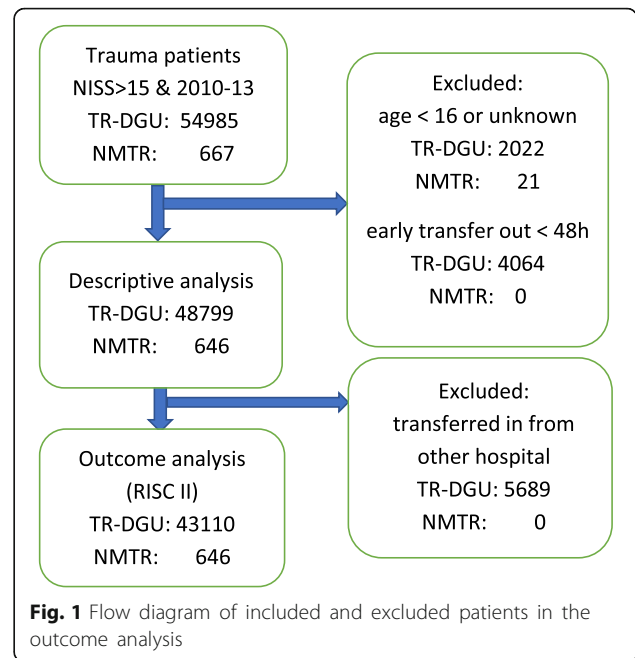 Trauma patients
NISS>15 & 2010-13
TR-DGU: 54985
NMTR: 667
Excluded:
age < 16 or unknown
TR-DGU: 2022
NMTR: 21
early transfer out < 48h
TR-DGU: 4064
NMTR: 0
Descriptive analysis
TR-DGU: 48799
NMTR: 646
Excluded:
transferred in from
other hospital
TR-DGU: 5689
NMTR: 0
Outcome analysis
(RISC II)
TR-DGU: 43110
NMTR: 646
Fig. 1 Flow diagram of included and excluded patients in the
outcome analysis